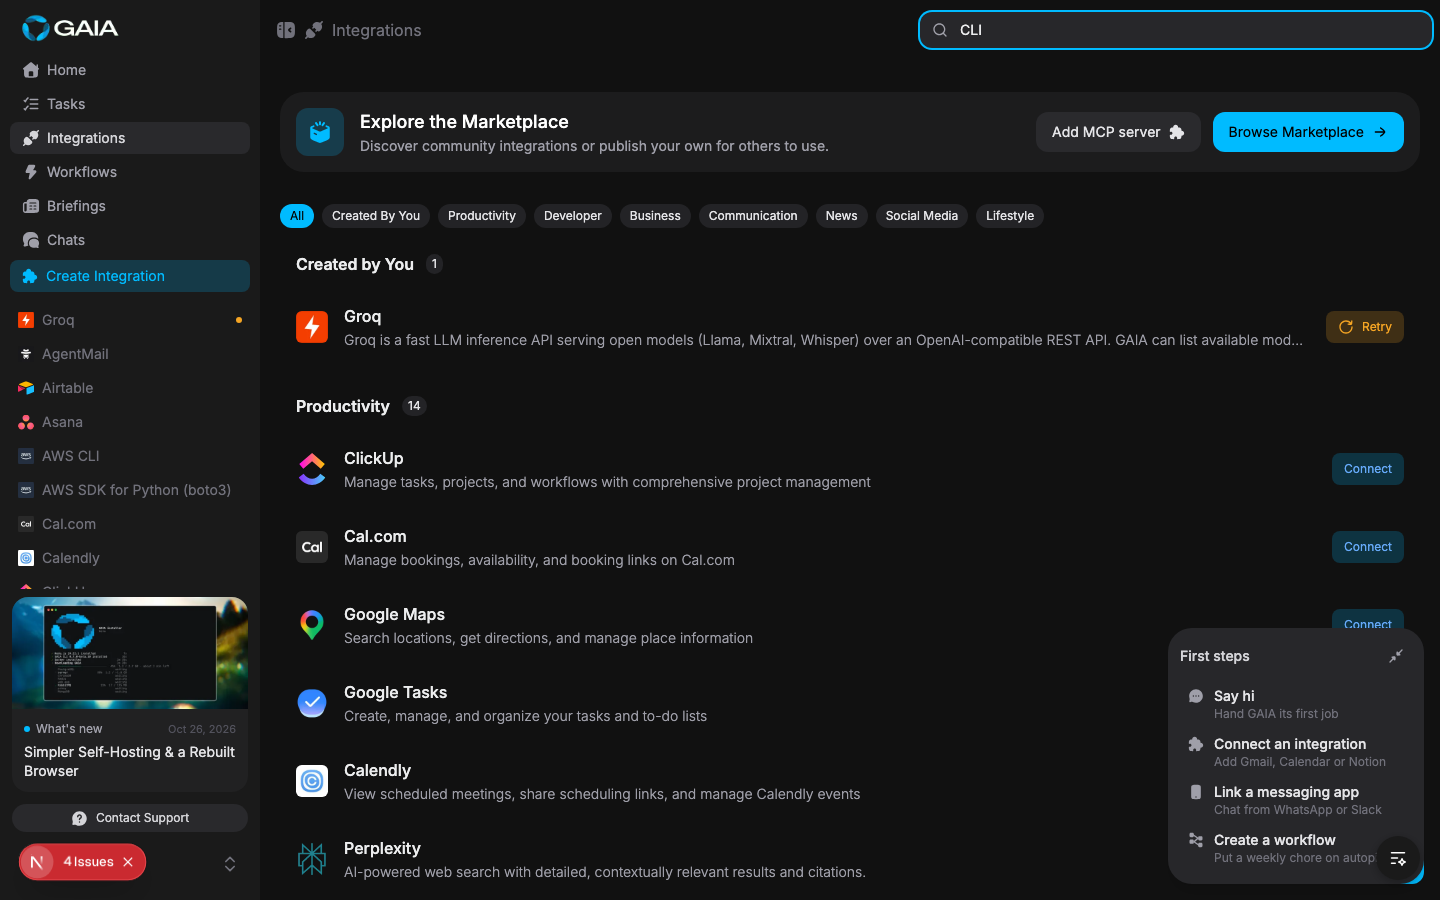 GAIA
Home
Tasks
Integrations
Workflows
Briefings
Chats
Create Integration
Groq
AgentMail
Airtable
Asana
AWS CLI
AWS SDK for Python (boto3)
Cal
Cal.com
Calendly
What's new
Oct 26, 2026
Simpler Self-Hosting & a Rebuilt
Browser
Contact Support
N
4 Issues
Integrations
CLI
Explore the Marketplace
Discover community integrations or publish your own for others to use.
Add MCP server
Browse Marketplace
All
Created By You
Productivity
Developer
Business
Communication
News
Social Media
Lifestyle
Created by You 1
Groq
Groq is a fast LLM inference API serving open models (Llama, Mixtral, Whisper) over an OpenAI-compatible REST API. GAIA can list available mod...
Retry
Productivity 14
ClickUp
Manage tasks, projects, and workflows with comprehensive project management
Connect
Cal
Cal.com
Manage bookings, availability, and booking links on Cal.com
Connect
Google Maps
Search locations, get directions, and manage place information
Connect
Google Tasks
Create, manage, and organize your tasks and to-do lists
Calendly
View scheduled meetings, share scheduling links, and manage Calendly events
Perplexity
AI-powered web search with detailed, contextually relevant results and citations.
First steps
Say hi
Hand GAIA its first job
Connect an integration
Add Gmail, Calendar or Notion
Link a messaging app
Chat from WhatsApp or Slack
Create a workflow
Put a weekly chore on autop